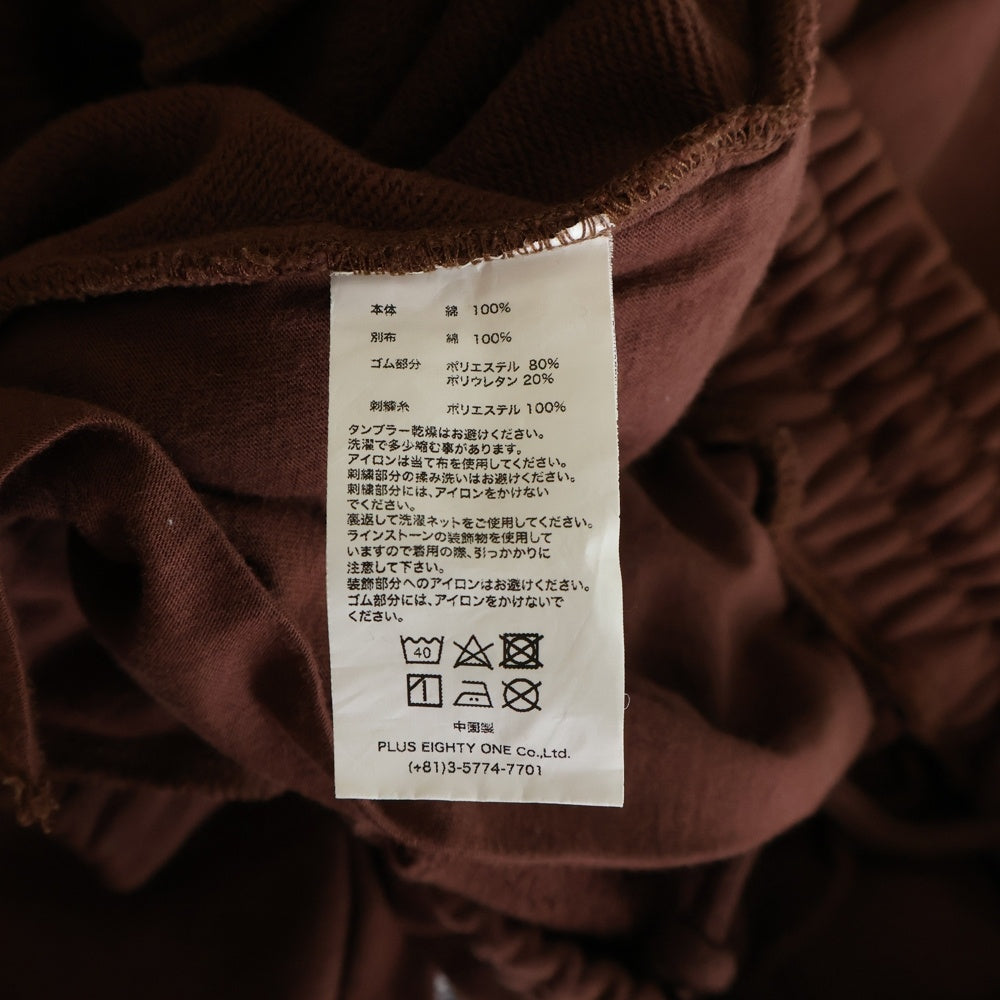 本体 綿 100%
別布 綿 100%
ゴム部分 ポリエステル 80%
ポリウレタン 20%
刺繍糸 ポリエステル 100%
タンブラー乾燥はお避けください。
洗濯で多少縮む事があります。
アイロンは当て布を使用してください。
刺繍部分の揉み洗いはお避けください。
刺繍部分には、アイロンをかけない
でください。
裏返して洗濯ネットをご使用してください。
ラインストーンの装飾物を使用して
いますので着用の際、引っかかりに
注意して下さい。
装飾部分へのアイロンはお避けください。
ゴム部分には、アイロンをかけないで
ください。
40
中国製
PLUS EIGHTY ONE Co.,Ltd.
(+81)3-5774-7701